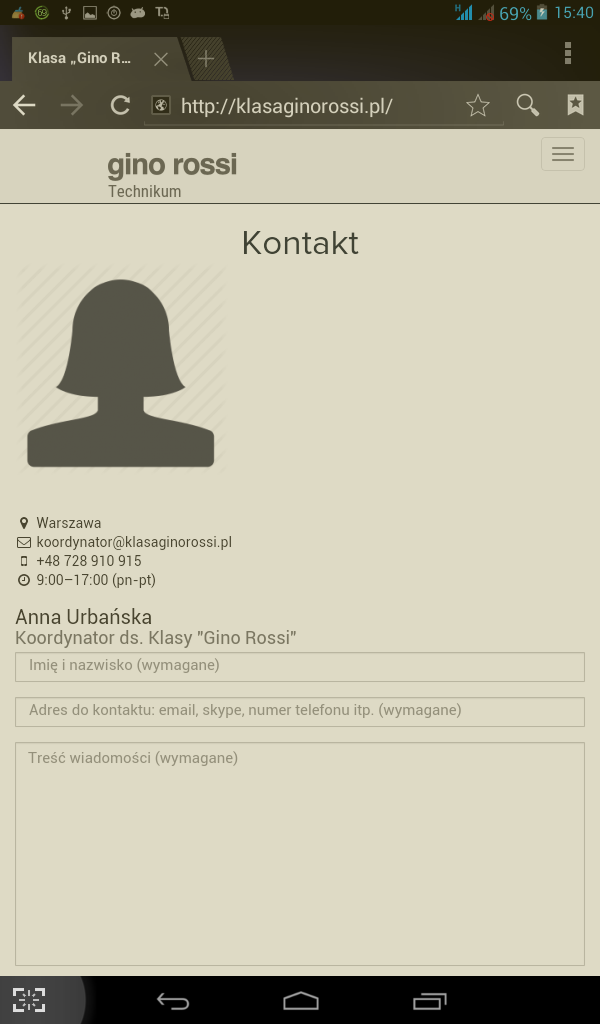 69
69% 15:40
Klasa „Gino R…
http://klasaginorossi.pl/
gino rossi
Technikum
Kontakt
Warszawa
koordynator@klasaginorossi.pl
+48 728 910 915
9:00–17:00 (pn-pt)
Anna Urbańska
Koordynator ds. Klasy "Gino Rossi"
Imię i nazwisko (wymagane)
Adres do kontaktu: email, skype, numer telefonu itp. (wymagane)
Treść wiadomości (wymagane)